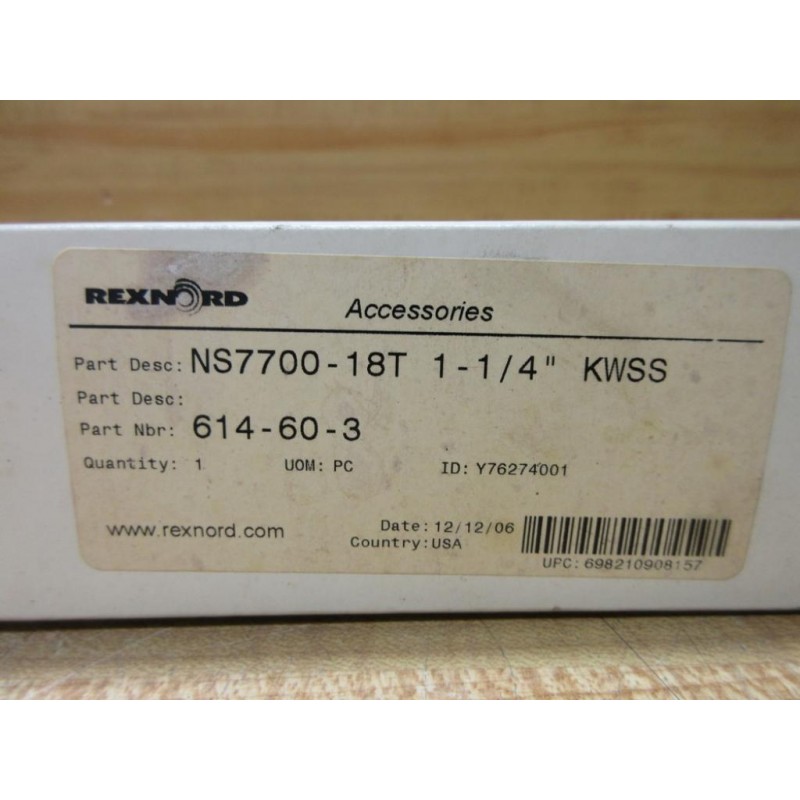 REXNORD
Accessories
Part Desc: NS7700-18T 1-1/4" KWSS
Part Desc:
Part Nbr: 614-60-3
Quantity: 1 UOM: PC ID: Y76274001
www.rexnord.com Date: 12/12/06
Country: USA
UPC: 698210908157